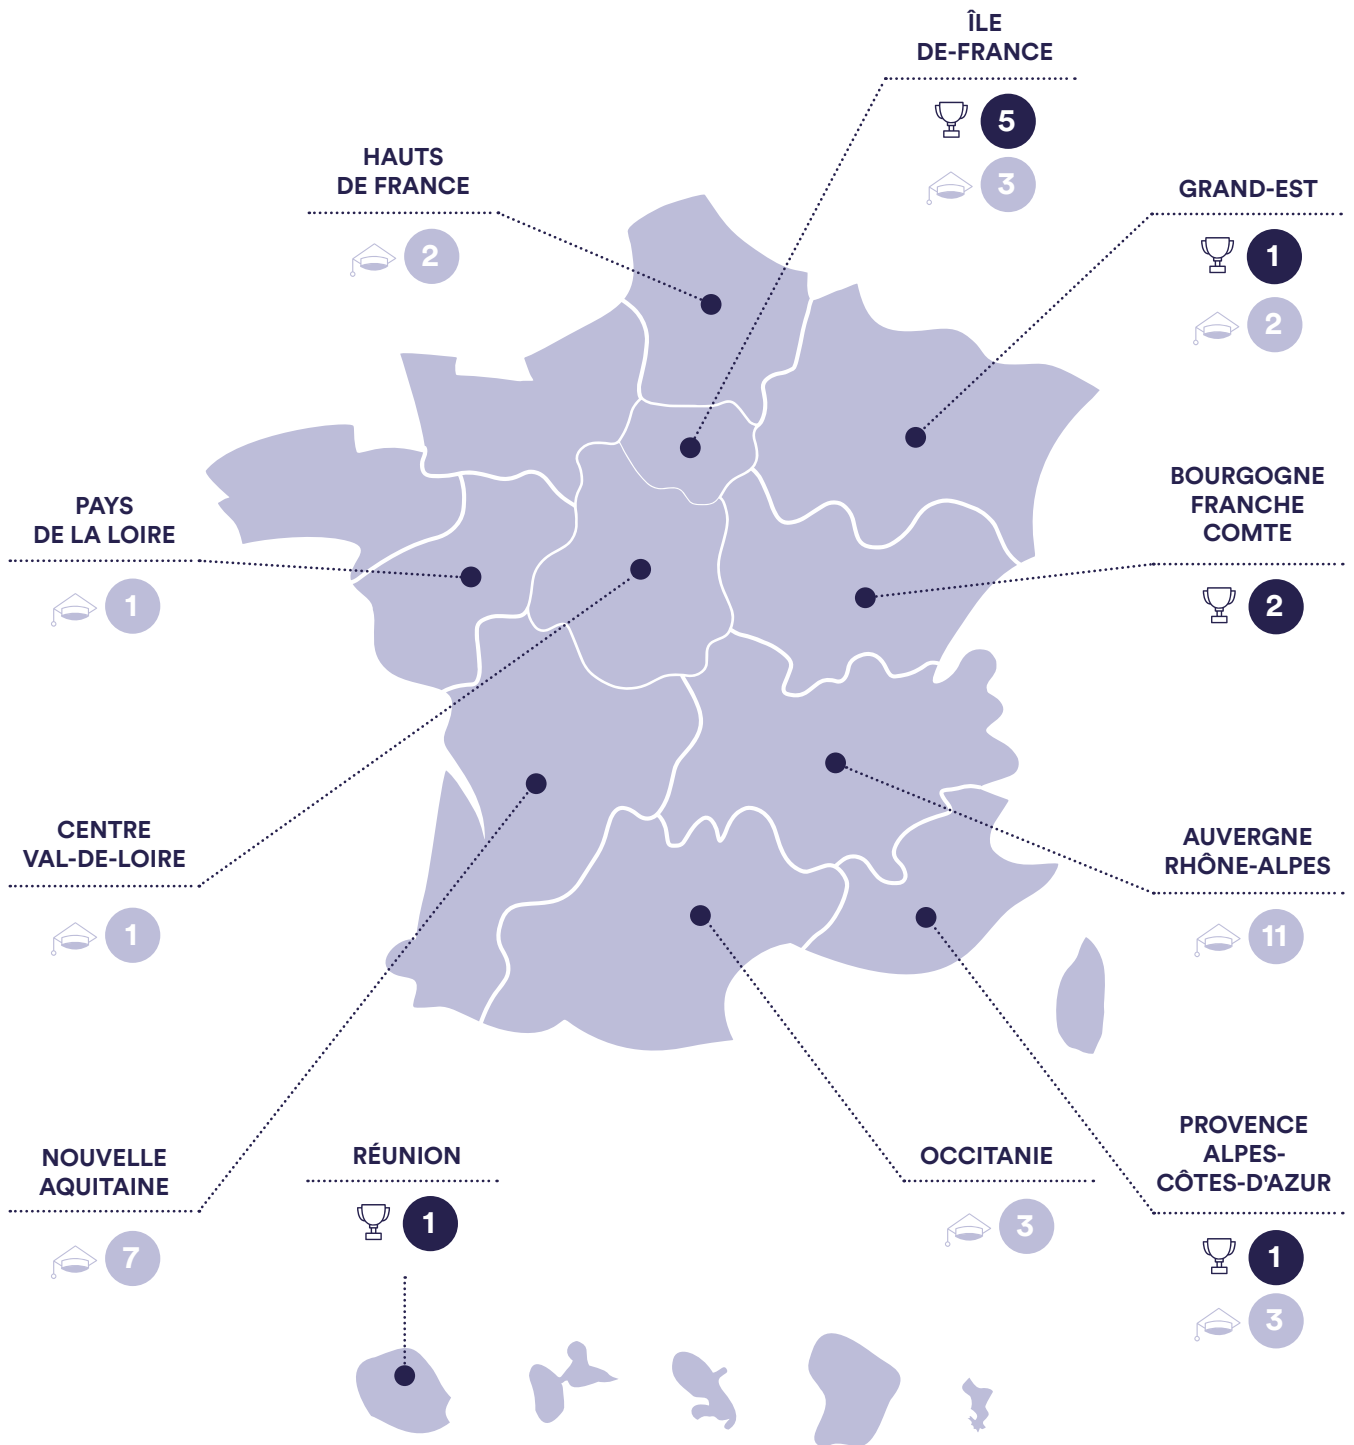 ÎLE
DE-FRANCE
5
3
HAUTS
DE FRANCE
2
GRAND-EST
1
2
PAYS
DE LA LOIRE
1
BOURGOGNE
FRANCHE
COMTE
2
CENTRE
VAL-DE-LOIRE
1
AUVERGNE
RHÔNE-ALPES
11
NOUVELLE
AQUITAINE
7
RÉUNION
1
OCCITANIE
3
PROVENCE
ALPES-
CÔTES-D'AZUR
1
3